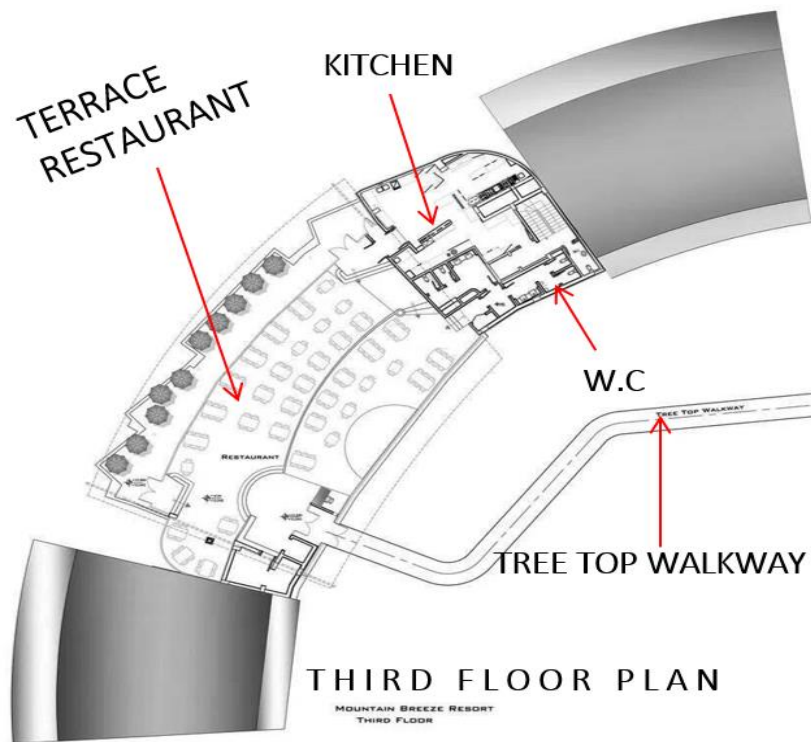 TERRACE
RESTAURANT
KITCHEN
W.C
TREE TOP WALKWAY
RESTAURANT
TREE TOP WALKWAY
THIRD FLOOR PLAN
MOUNTAIN BREEZE RESORT
THIRD FLOOR